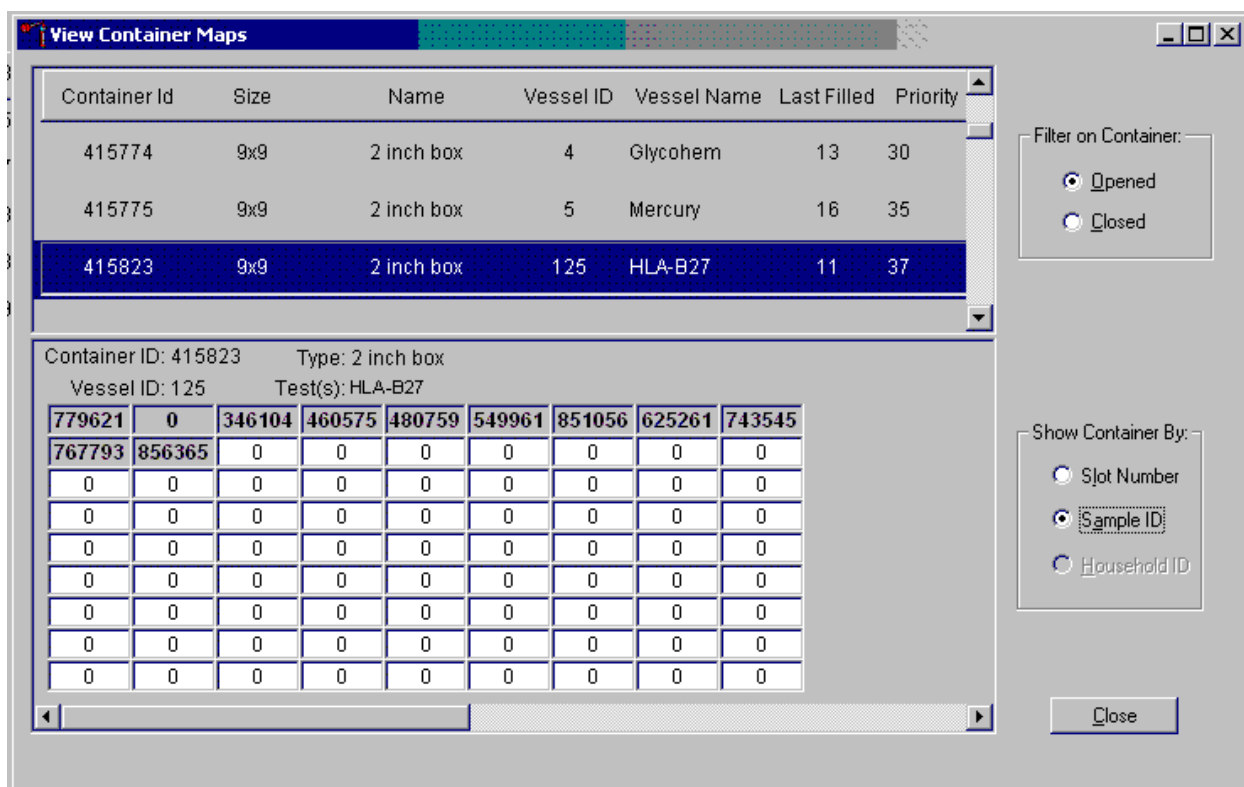 View Container Maps
Container Id Size Name Vessel ID Vessel Name Last Filled Priority
415774 9x9 2 inch box 4 Glycohem 13 30
415775 9x9 2 inch box 5 Mercury 16 35
415823 9x9 2 inch box 125 HLA-B27 11 37
Filter on Container:
Opened
Closed
Container ID: 415823 Type: 2 inch box
Vessel ID: 125 Test(s): HLA-B27
779621 0 346104 460575 480759 549961 851056 625261 743545
767793 856365 0 0 0 0 0 0 0
0 0 0 0 0 0 0 0 0
0 0 0 0 0 0 0 0 0
0 0 0 0 0 0 0 0 0
0 0 0 0 0 0 0 0 0
0 0 0 0 0 0 0 0 0
0 0 0 0 0 0 0 0 0
0 0 0 0 0 0 0 0 0
Show Container By:
Slot Number
Sample ID
Household ID
Close